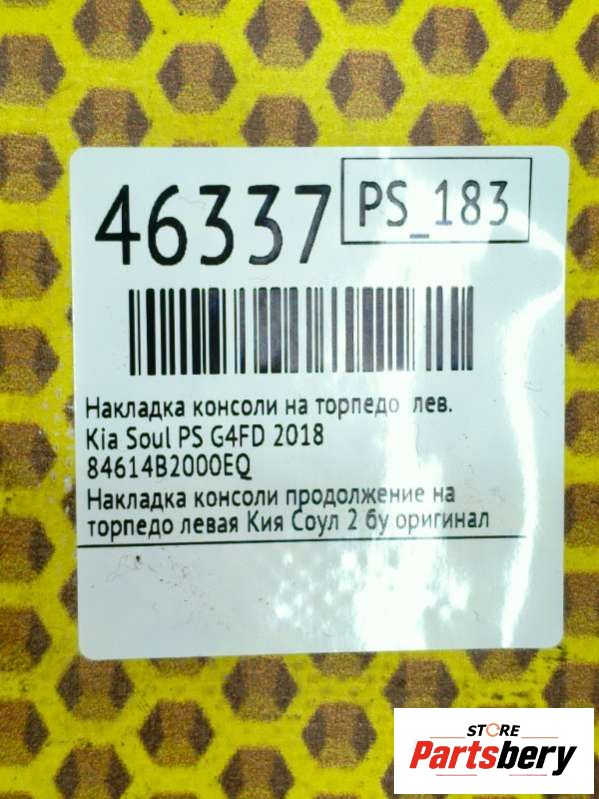 46337
PS_183
Накладка консоли на торпедо лев.
Kia Soul PS G4FD 2018
84614B2000EQ
Накладка консоли продолжение на
торпедо левая Кия Соул 2 бу оригинал
STORE
Partsbery